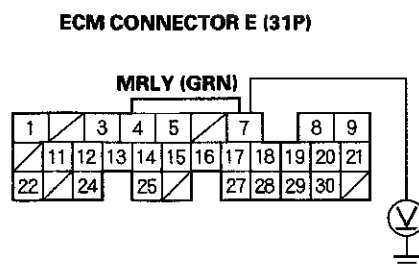 ECM CONNECTOR E (31P)
MRLY (GRN)
1 3 4 5 7 8 9
11 12 13 14 15 16 17 18 19 20 21
22 24 25 27 28 29 30
V